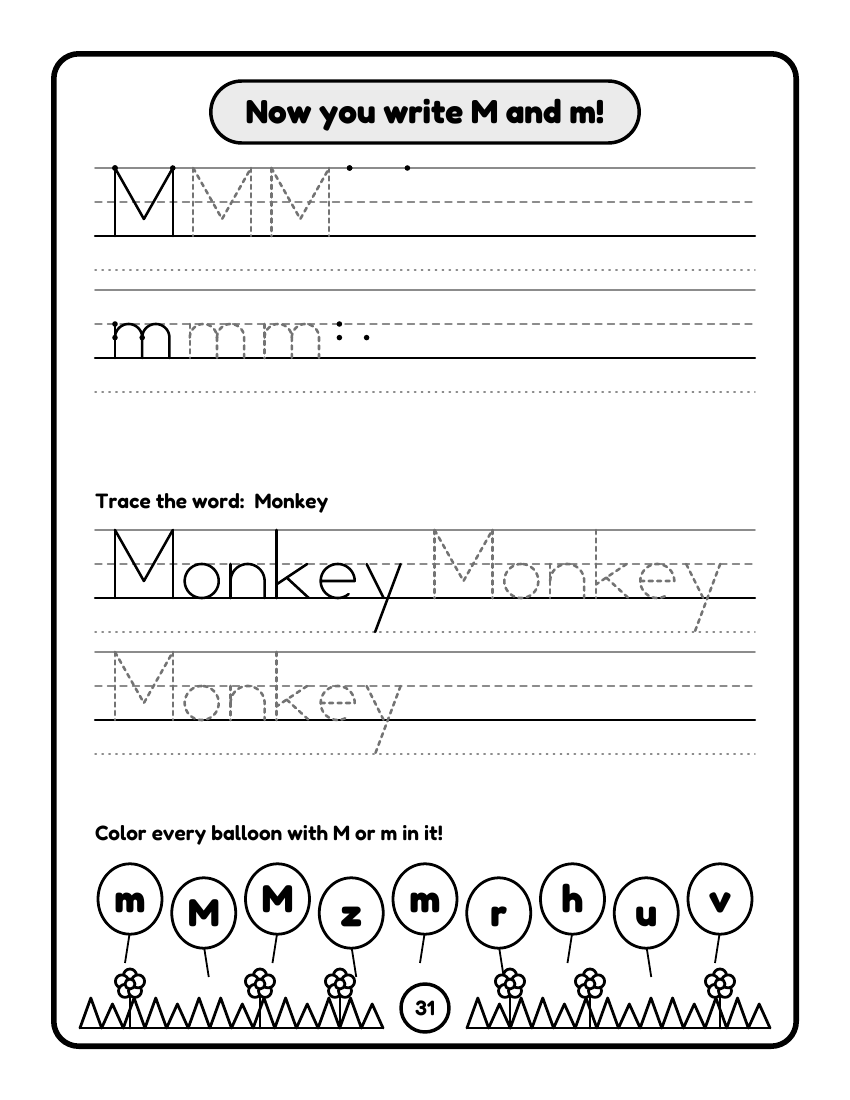 Now you write M and m!
M M M
m m m
Trace the word: Monkey
Monkey Monkey
Monkey
Color every balloon with M or m in it!
m M M z m r h u v
31